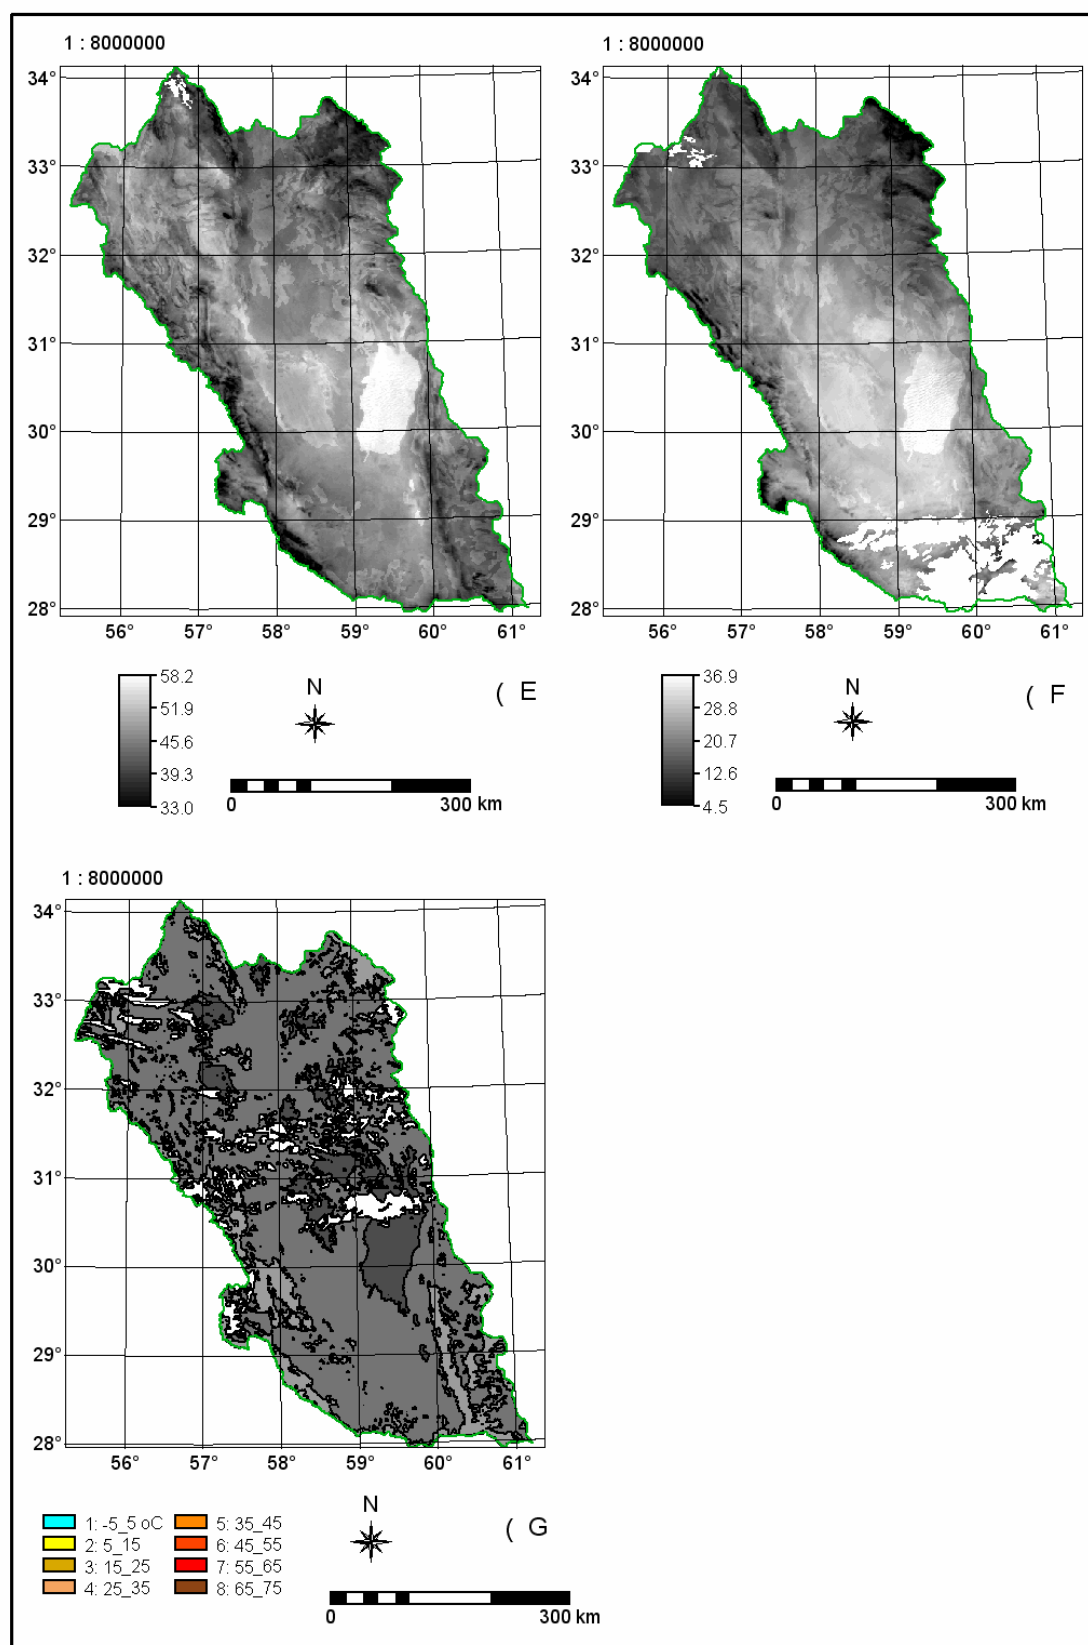 1 : 8000000
1 : 8000000
34°
33°
32°
31°
30°
29°
28°
56° 57° 58° 59° 60° 61°
34°
33°
32°
31°
30°
29°
28°
56° 57° 58° 59° 60° 61°
58.2
51.9
45.6
39.3
33.0
N
( E
0 300 km
36.9
28.8
20.7
12.6
4.5
N
( F
0 300 km
1 : 8000000
34°
33°
32°
31°
30°
29°
28°
56° 57° 58° 59° 60° 61°
1: -5_5 oC
2: 5_15
3: 15_25
4: 25_35
5: 35_45
6: 45_55
7: 55_65
8: 65_75
N
( G
0 300 km